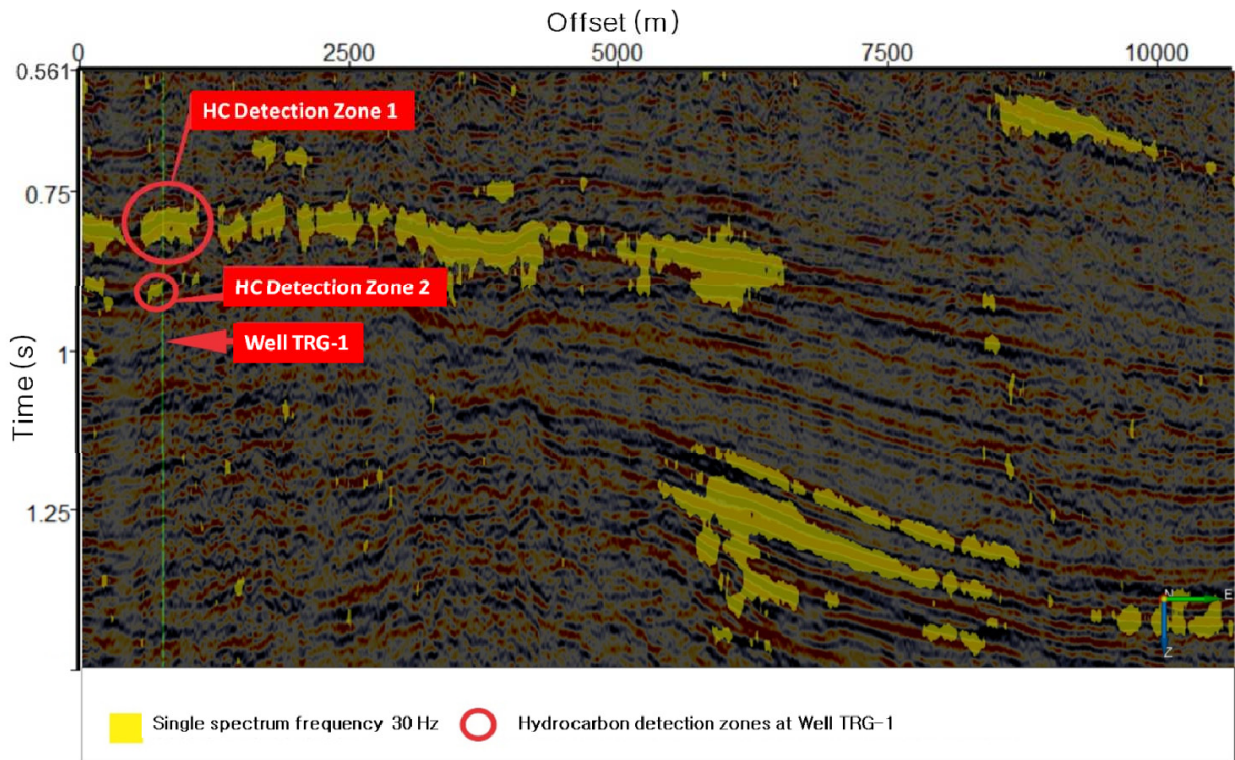 Offset (m)
0 2500 5000 7500 10000
0.561
HC Detection Zone 1
0.75
HC Detection Zone 2
Well TRG-1
1
Time (s)
1.25
N
E
Z
Single spectrum frequency 30 Hz
Hydrocarbon detection zones at Well TRG-1